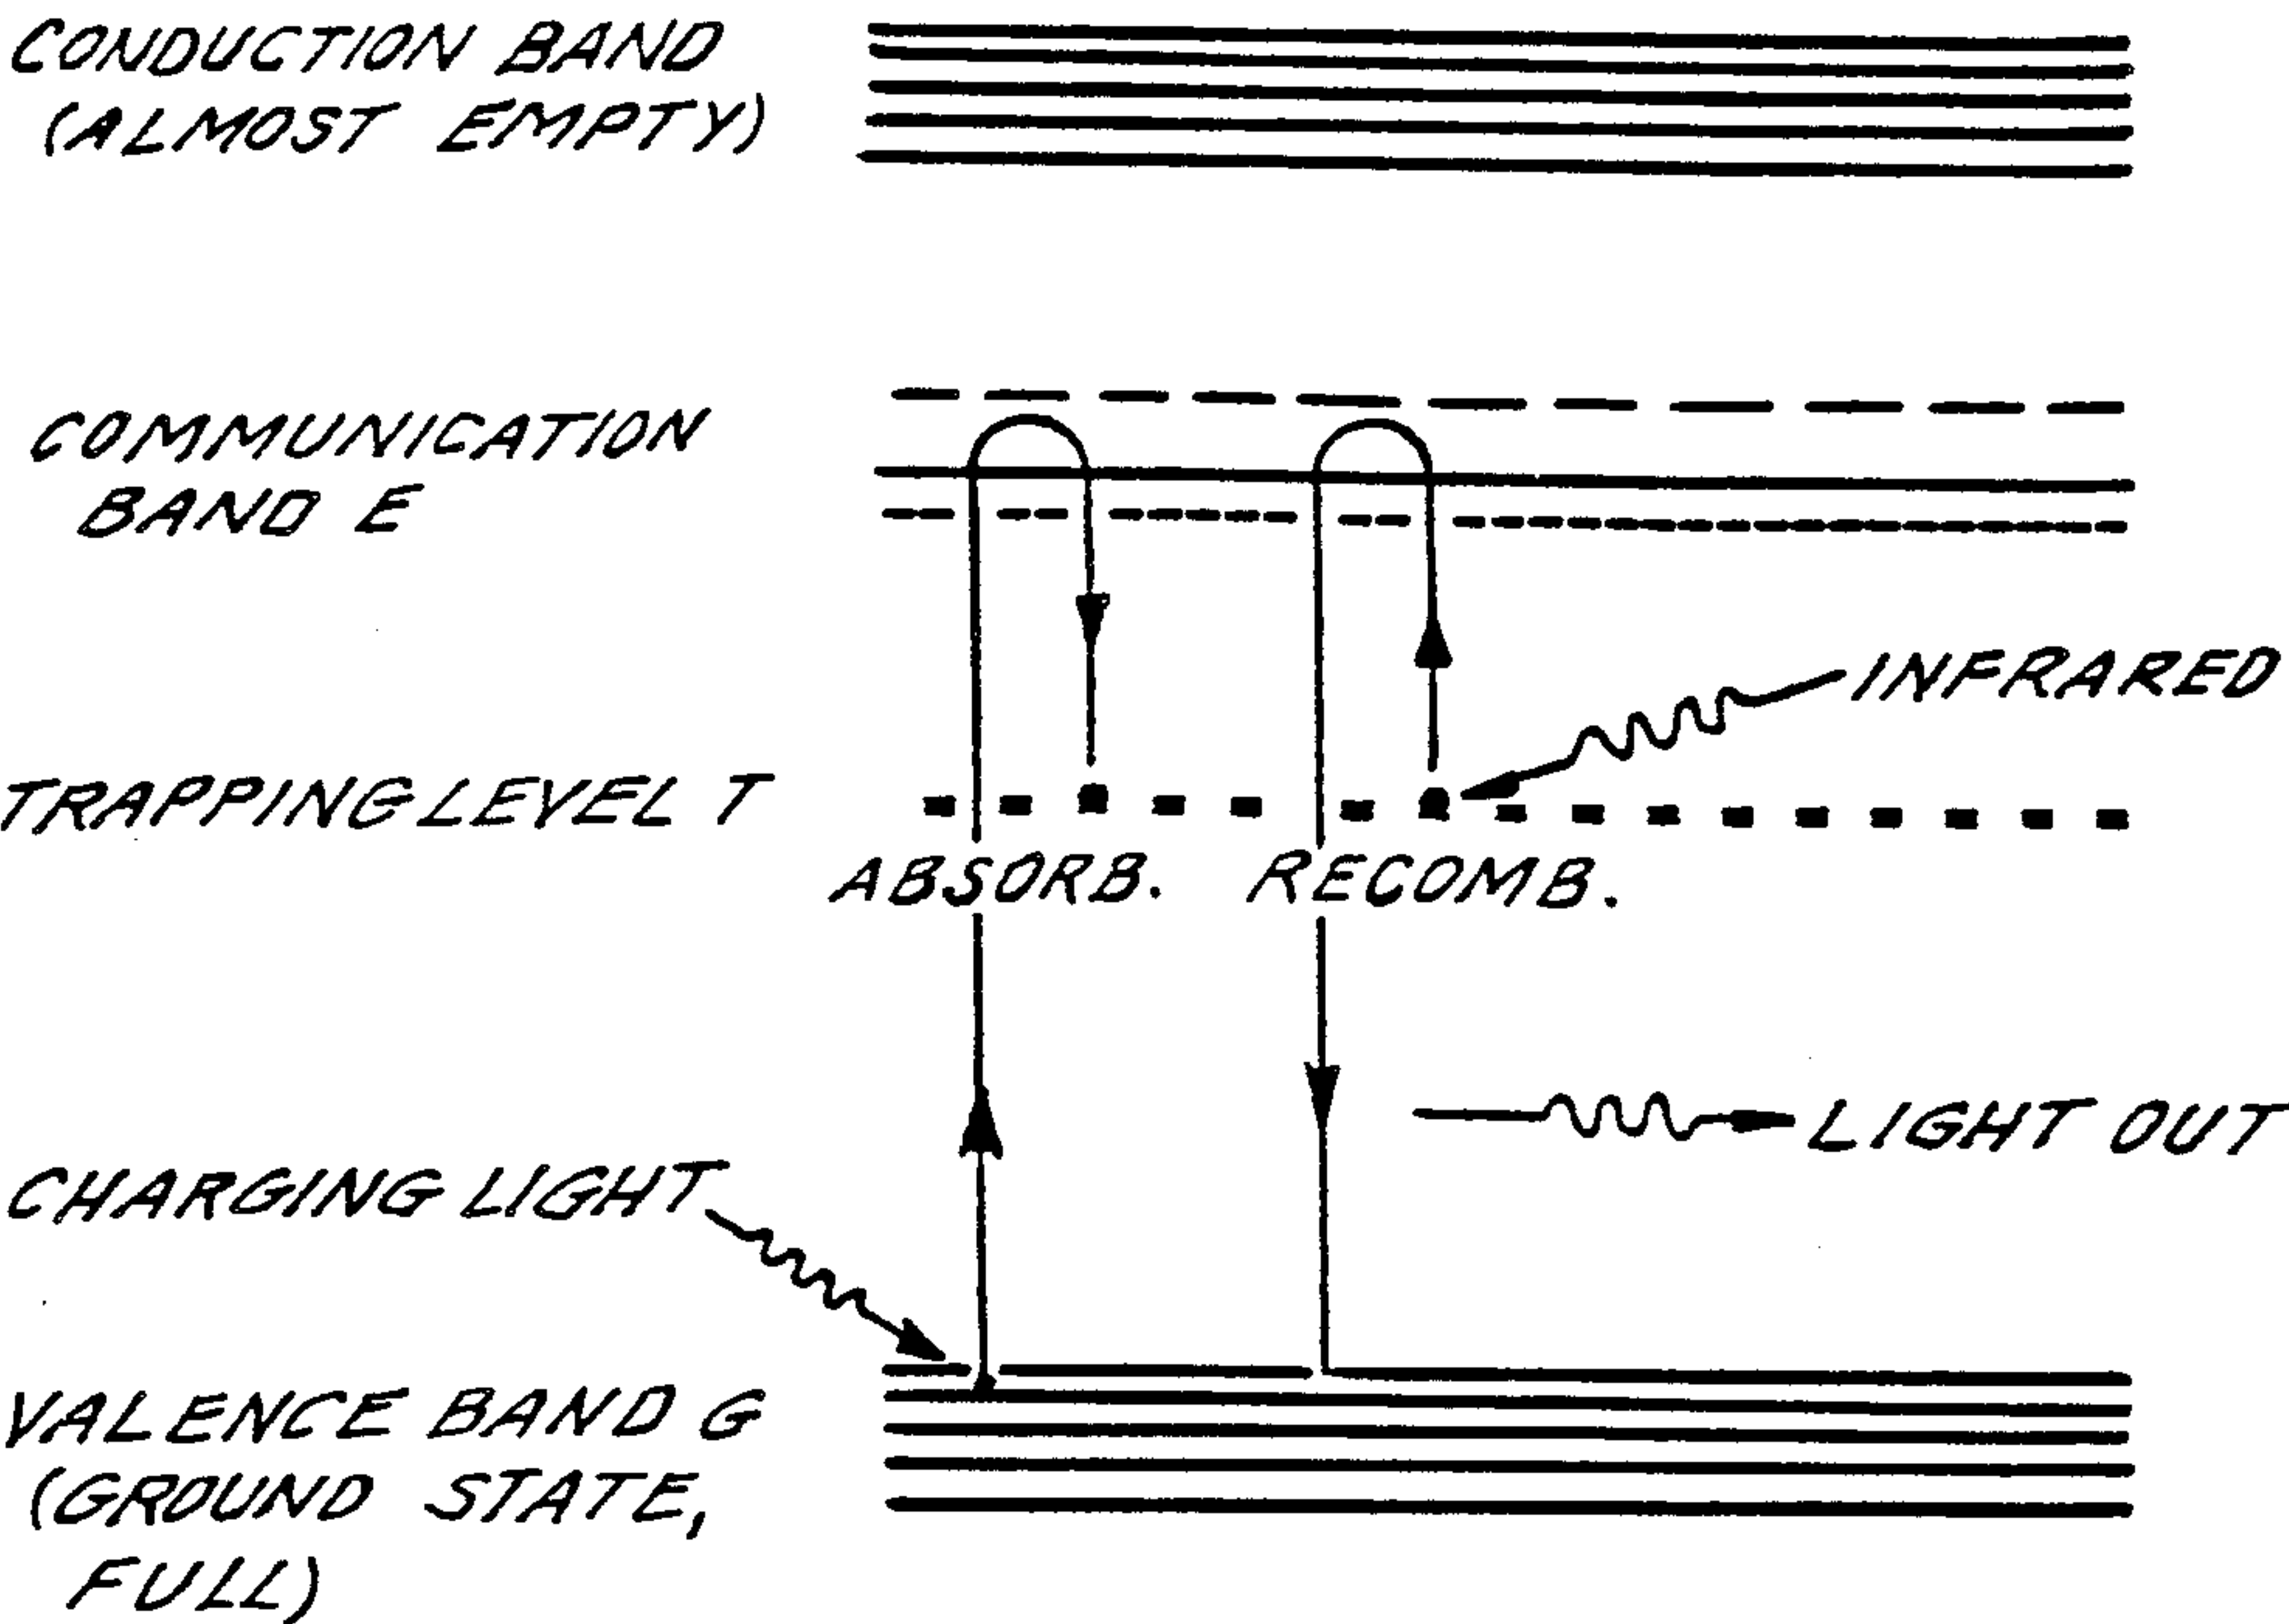 CONDUCTION BAND
(ALMOST EMPTY)
COMMUNICATION
BAND E
INFRARED
TRAPPING LEVEL T
ABSORB. RECOMB.
LIGHT OUT
CHARGING LIGHT
VALENCE BAND G
(GROUND STATE,
FULL)